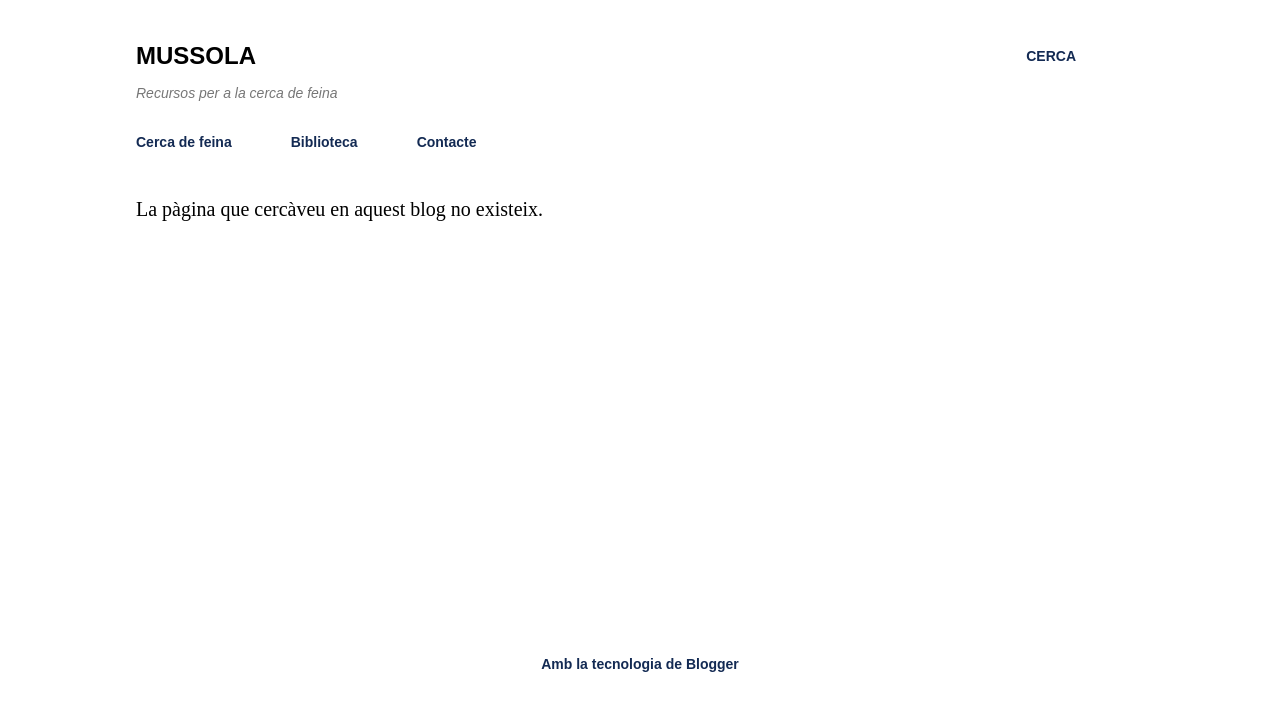 MUSSOLA
CERCA
Recursos per a la cerca de feina
Cerca de feina
Biblioteca
Contacte
La pàgina que cercàveu en aquest blog no existeix.
Amb la tecnologia de Blogger